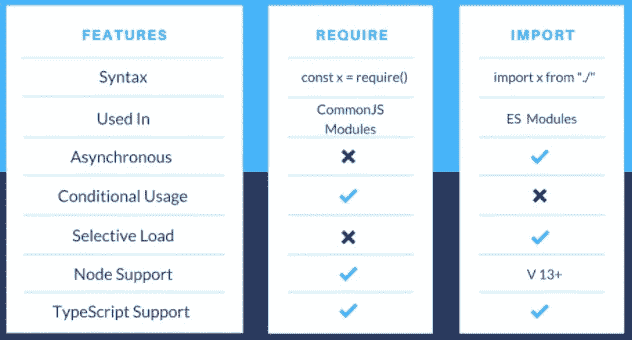 FEATURES REQUIRE IMPORT
Syntax const x = require() import x from "./"
Used In CommonJS Modules ES Modules
Asynchronous ✖ ✔
Conditional Usage ✔ ✖
Selective Load ✖ ✔
Node Support ✔ V 13+
TypeScript Support ✔ ✔